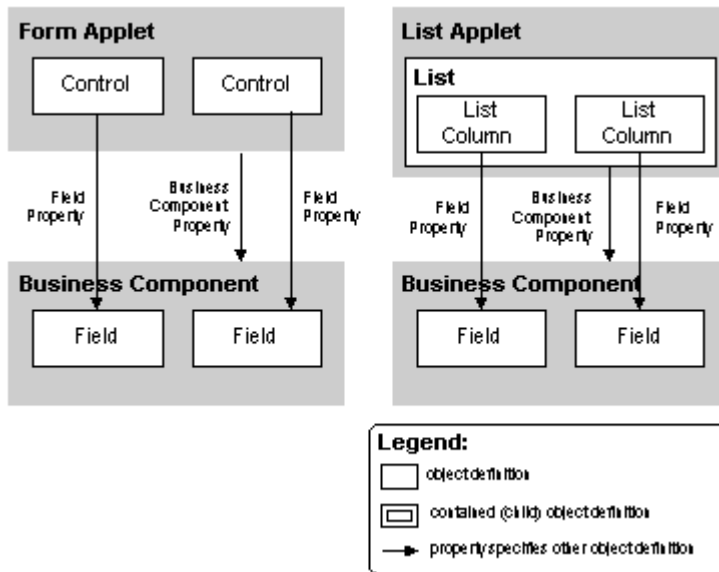 Form Applet
Control
Control
Field
Property
Business
Component
Property
Field
Property
Business Component
Field
Field
List Applet
List
List
Column
List
Column
Field
Property
Business
Component
Property
Field
Property
Business Component
Field
Field
Legend:
object definition
contained (child) object definition
property specifies other object definition